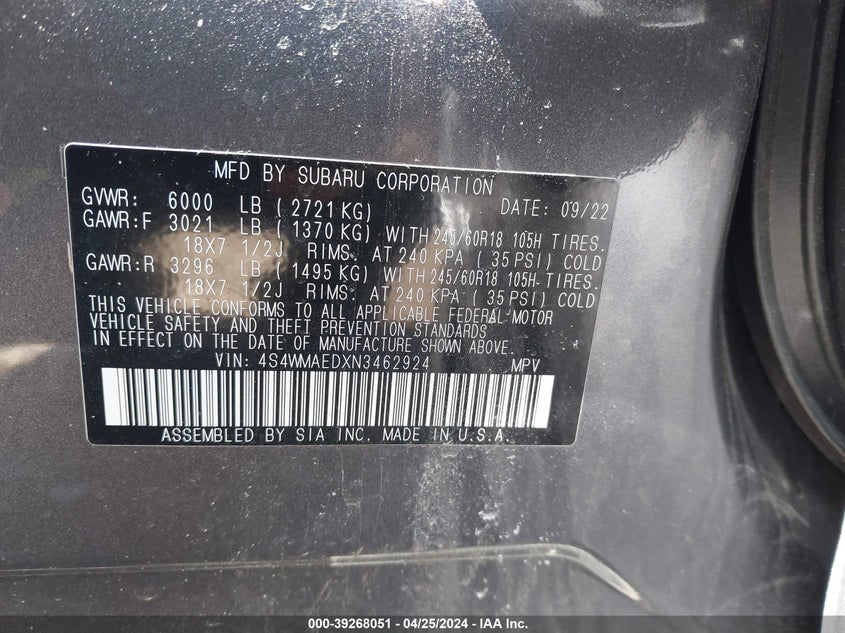 MFD BY SUBARU CORPORATION
GVWR: 6000 LB ( 2721 KG) DATE: 09/22
GAWR:F 3021 LB ( 1370 KG) WITH 245/60R18 105H TIRES.
18X7 1/2J RIMS. AT 240 KPA ( 35 PSI) COLD
GAWR:R 3296 LB ( 1495 KG) WITH 245/60R18 105H TIRES.
18X7 1/2J RIMS. AT 240 KPA ( 35 PSI) COLD
THIS VEHICLE CONFORMS TO ALL APPLICABLE FEDERAL MOTOR
VEHICLE SAFETY AND THEFT PREVENTION STANDARDS
IN EFFECT ON THE DATE OF MANUFACTURE SHOWN ABOVE.
VIN: 4S4WMAEDXN3462924 MPV
ASSEMBLED BY SIA INC. MADE IN U.S.A.
000-39268051 - 04/25/2024 - IAA Inc.